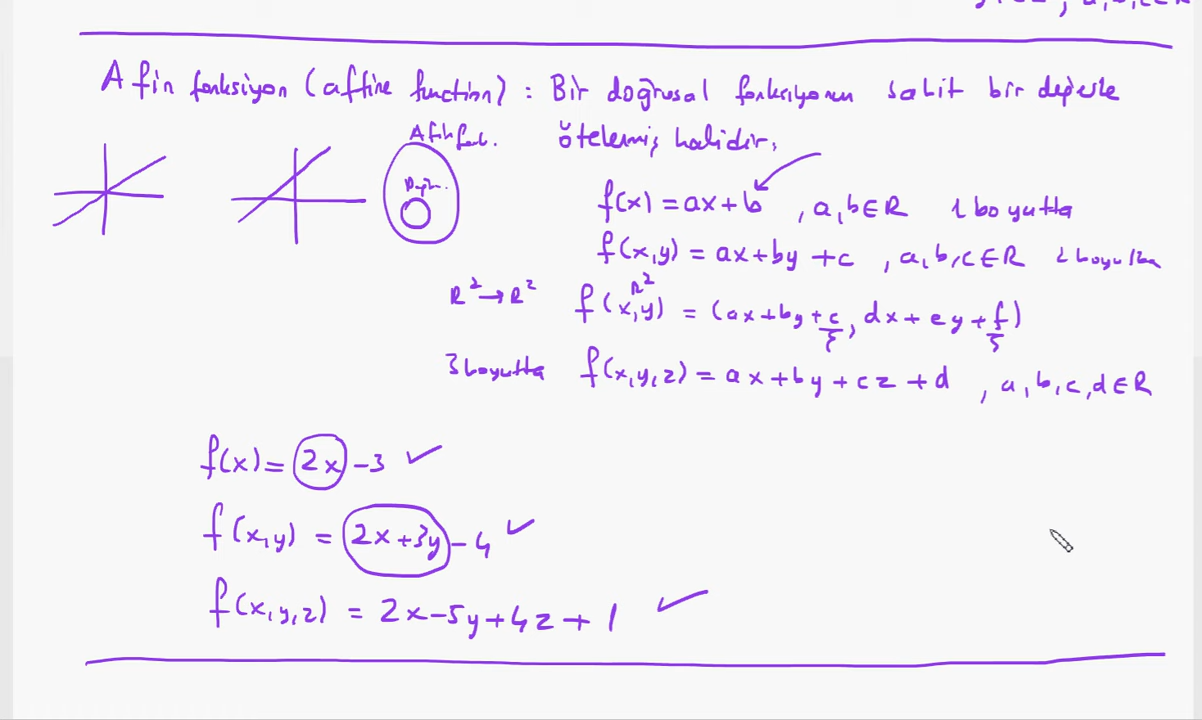 a,b,c∈R
Afin fonksiyon (affine function) : Bir doğrusal fonksiyonun sabit bir değerle
ötelemiş halidir.
Afin fonk.
f(x) = ax+b , a,b∈R 1 boyutta
f(x,y) = ax+by+c , a,b,c∈R 2 boyutta
R²→R² f(x,y) = (ax+by+c, dx+ey+f)
R²
3 boyutta f(x,y,z) = ax+by+cz+d , a,b,c,d∈R
f(x) = 2x-3 ✓
f(x,y) = 2x+3y-4 ✓
f(x,y,z) = 2x-5y+4z+1 ✓